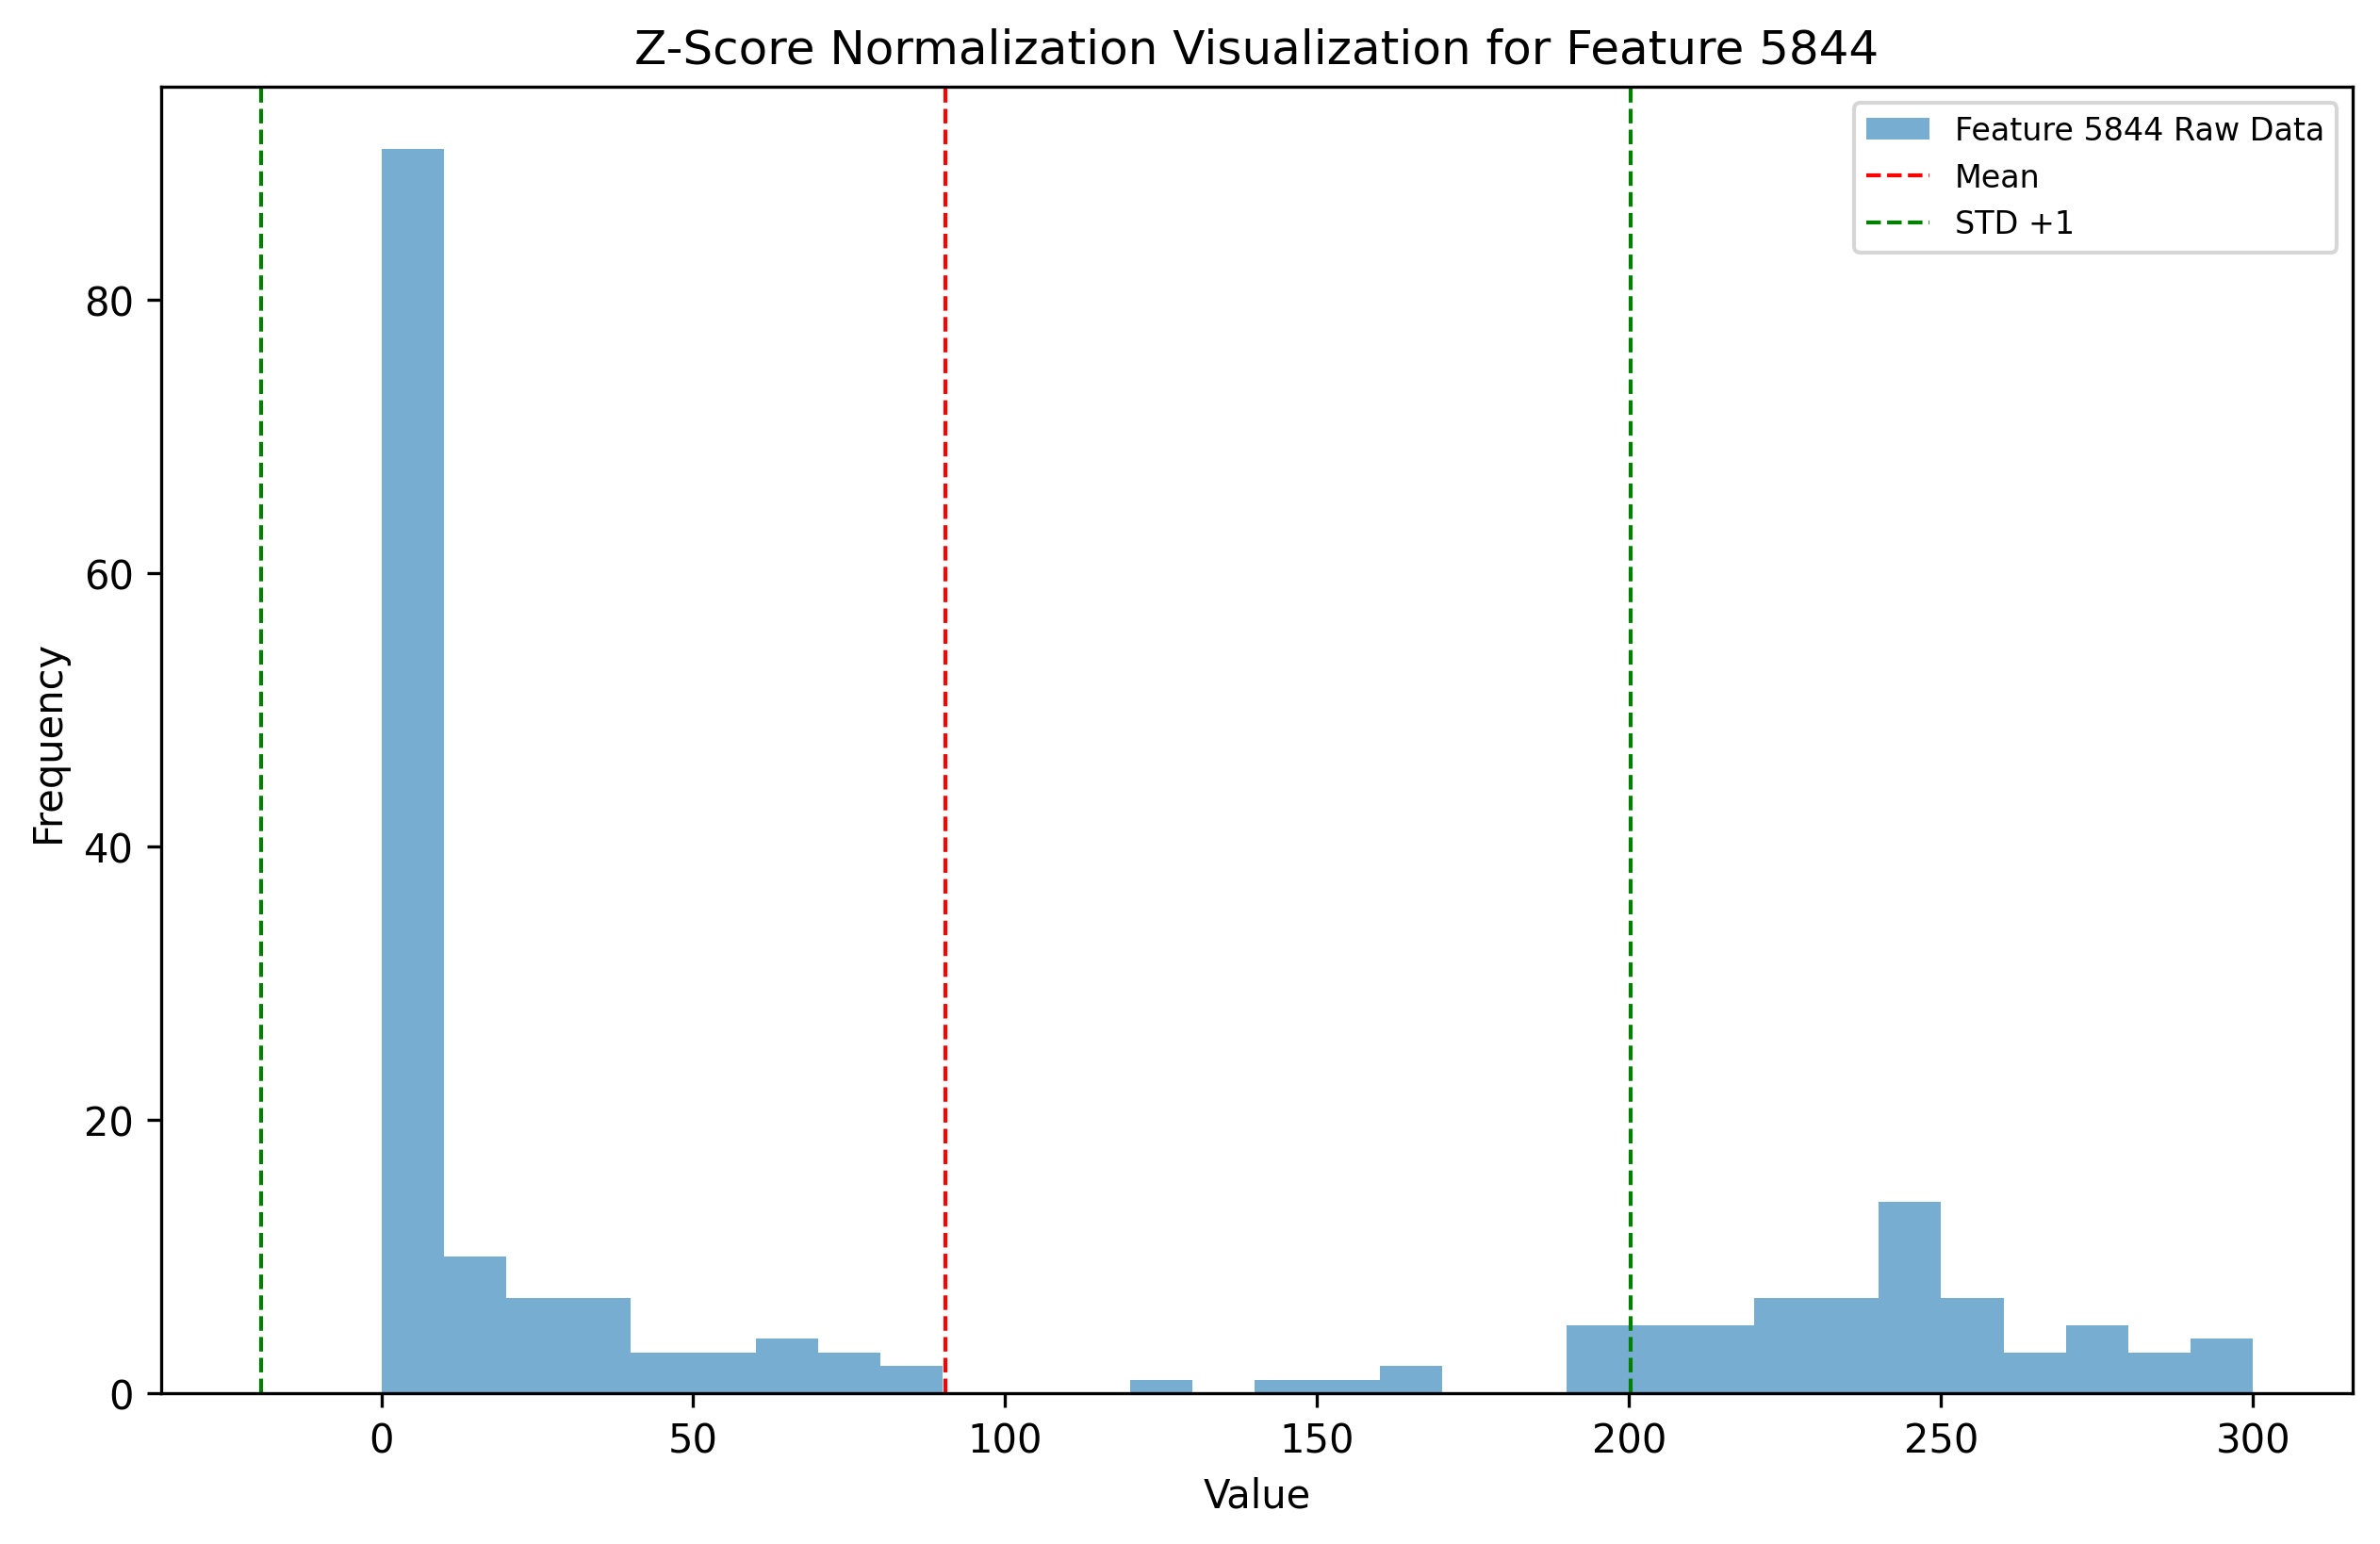 Z-Score Normalization Visualization for Feature 5844
Feature 5844 Raw Data
Mean
STD +1
80
60
40
20
0
Frequency
0 50 100 150 200 250 300
Value